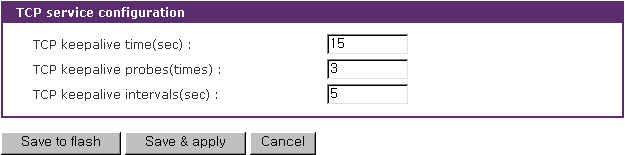 TCP service configuration
TCP keepalive time(sec) : 15
TCP keepalive probes(times) : 3
TCP keepalive intervals(sec) : 5
Save to flash Save & apply Cancel